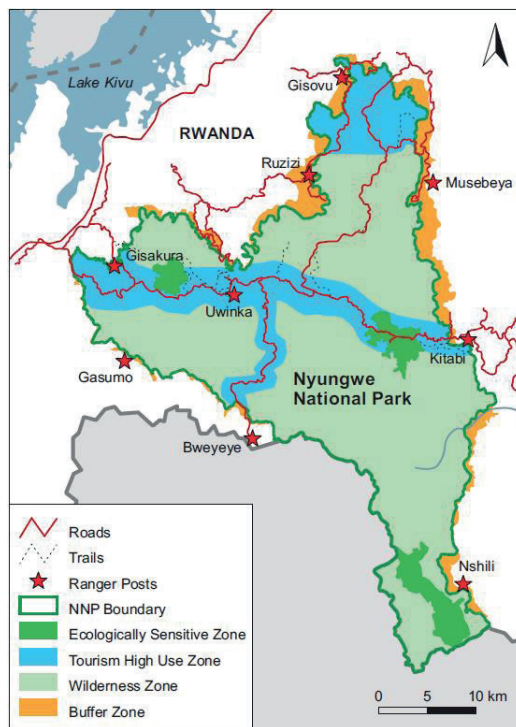 Lake Kivu
Gisovu
RWANDA
Ruzizi
Musebeya
Gisakura
Uwinka
Kitabi
Gasumo
Nyungwe
National Park
Bweyeye
Nshili
Roads
Trails
Ranger Posts
NNP Boundary
Ecologically Sensitive Zone
Tourism High Use Zone
Wilderness Zone
Buffer Zone
0 5 10 km